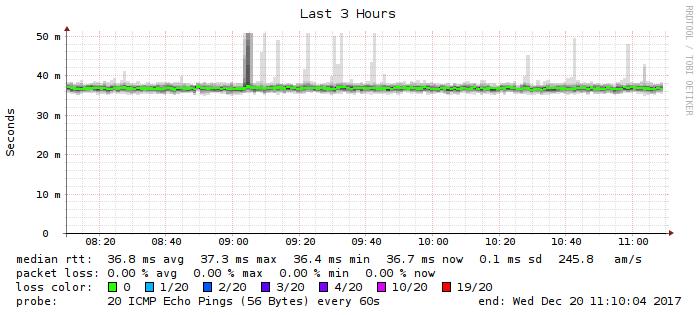 Last 3 Hours
RRDTOOL / TOBI OETIKER
Seconds
50 m
40 m
30 m
20 m
10 m
0
08:20 08:40 09:00 09:20 09:40 10:00 10:20 10:40 11:00
median rtt: 36.8 ms avg 37.3 ms max 36.4 ms min 36.7 ms now 0.1 ms sd 245.8 am/s
packet loss: 0.00 % avg 0.00 % max 0.00 % min 0.00 % now
loss color: 0 1/20 2/20 3/20 4/20 10/20 19/20
probe: 20 ICMP Echo Pings (56 Bytes) every 60s end: Wed Dec 20 11:10:04 2017